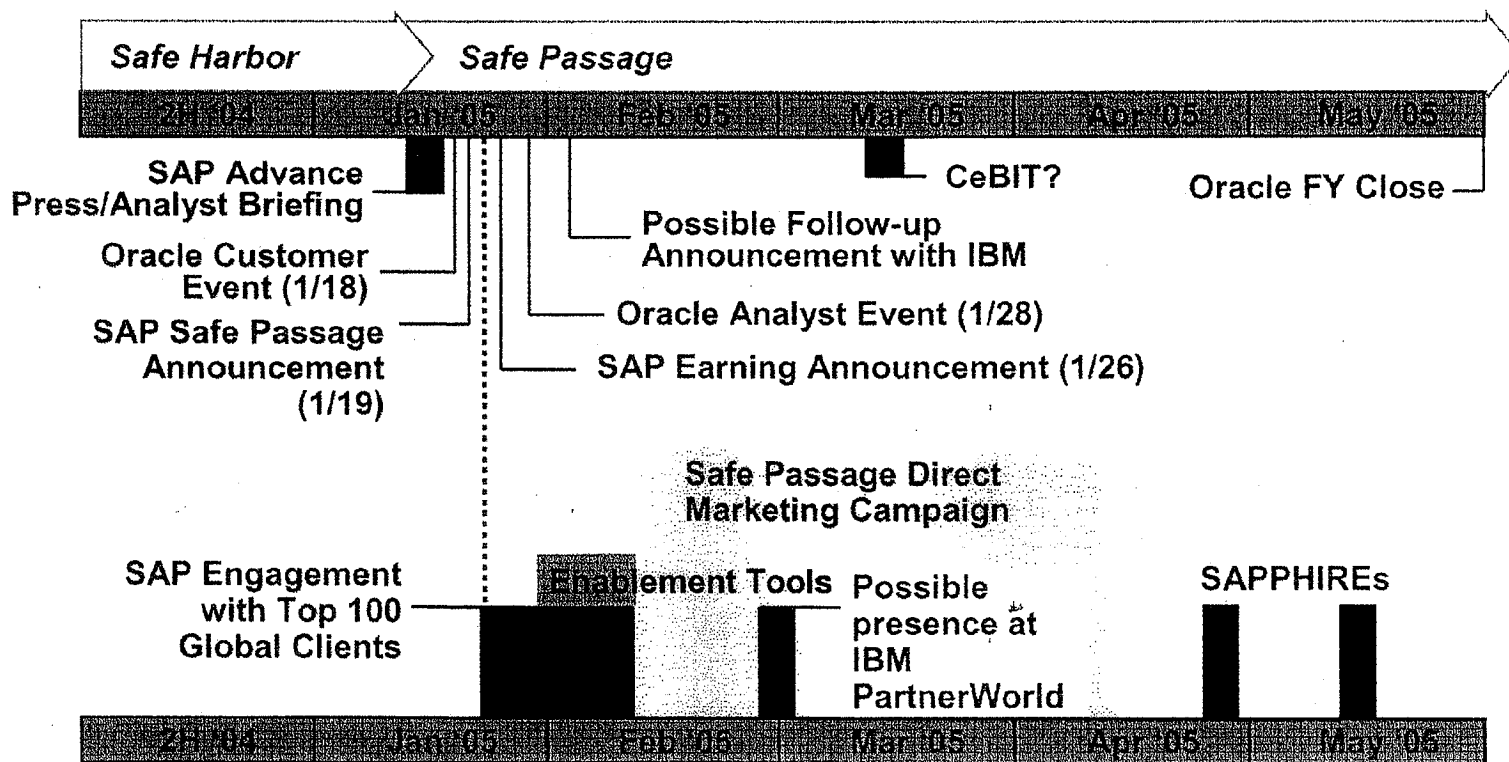 Safe Harbor
Safe Passage
2H '04
Jan '05
Feb '05
Mar '05
Apr '05
May '05
SAP Advance
Press/Analyst Briefing
CeBIT?
Oracle FY Close
Possible Follow-up
Announcement with IBM
Oracle Customer
Event (1/18)
Oracle Analyst Event (1/28)
SAP Safe Passage
Announcement
(1/19)
SAP Earning Announcement (1/26)
Safe Passage Direct
Marketing Campaign
SAP Engagement
with Top 100
Global Clients
Enablement Tools
Possible
presence at
IBM
PartnerWorld
SAPPHIREs
2H '04
Jan '05
Feb '05
Mar '05
Apr '05
May '05